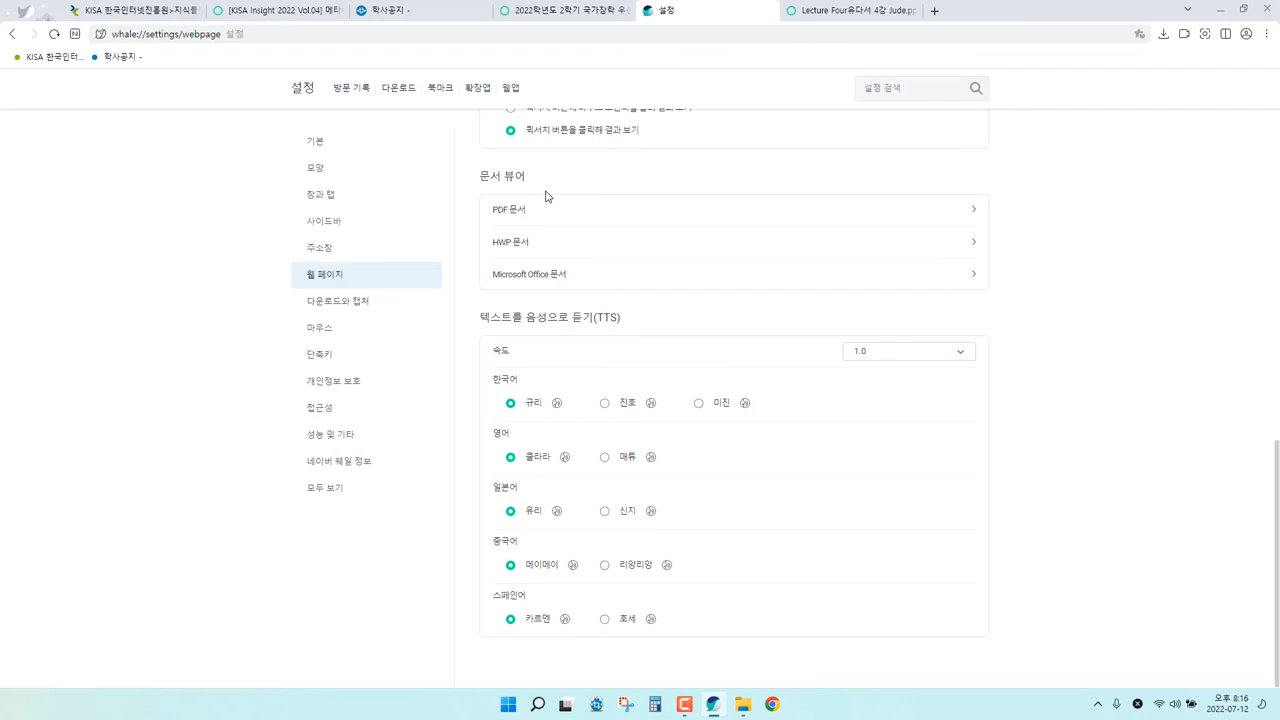 KISA 한국인터넷진흥원>지식플
[KISA Insight 2022 Vol.04] 메타
학사공지 -
2022학년도 2학기 국가장학 우선
설정
Lecture Four유다서 4강 Jude.pp
whale://settings/webpage 설정
KISA 한국인터...
학사공지 -
설정
방문 기록
다운로드
북마크
확장앱
웹앱
설정 검색
퀵서치 버튼을 클릭해 결과 보기
기본
모양
창과 탭
사이드바
주소창
웹 페이지
다운로드와 캡처
마우스
단축키
개인정보 보호
접근성
성능 및 기타
네이버 웨일 정보
모두 보기
문서 뷰어
PDF 문서
HWP 문서
Microsoft Office 문서
텍스트를 음성으로 듣기(TTS)
속도
1.0
한국어
규리
진호
미진
영어
클라라
매튜
일본어
유리
신지
중국어
메이메이
리앙리앙
스페인어
카르멘
호세
오후 8:16
2022-07-12